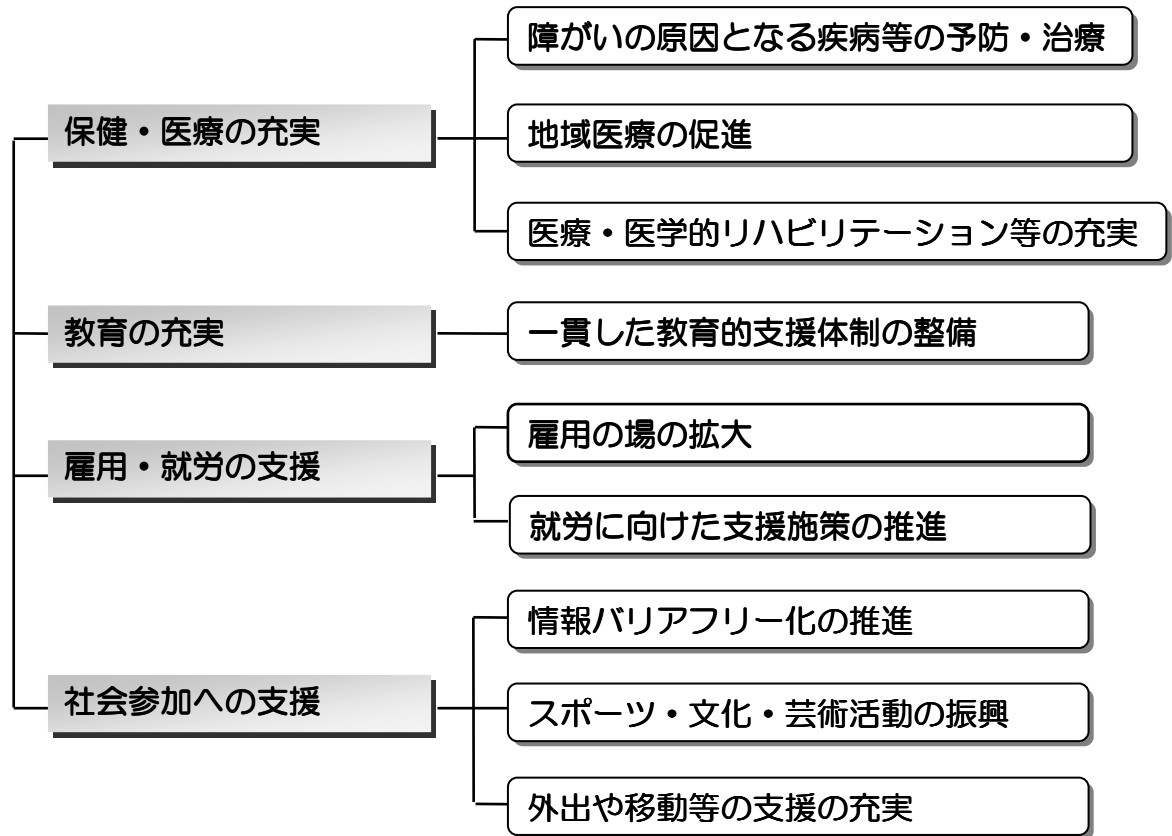 保健・医療の充実
障がいの原因となる疾病等の予防・治療
地域医療の促進
医療・医学的リハビリテーション等の充実
教育の充実
一貫した教育的支援体制の整備
雇用・就労の支援
雇用の場の拡大
就労に向けた支援施策の推進
社会参加への支援
情報バリアフリー化の推進
スポーツ・文化・芸術活動の振興
外出や移動等の支援の充実